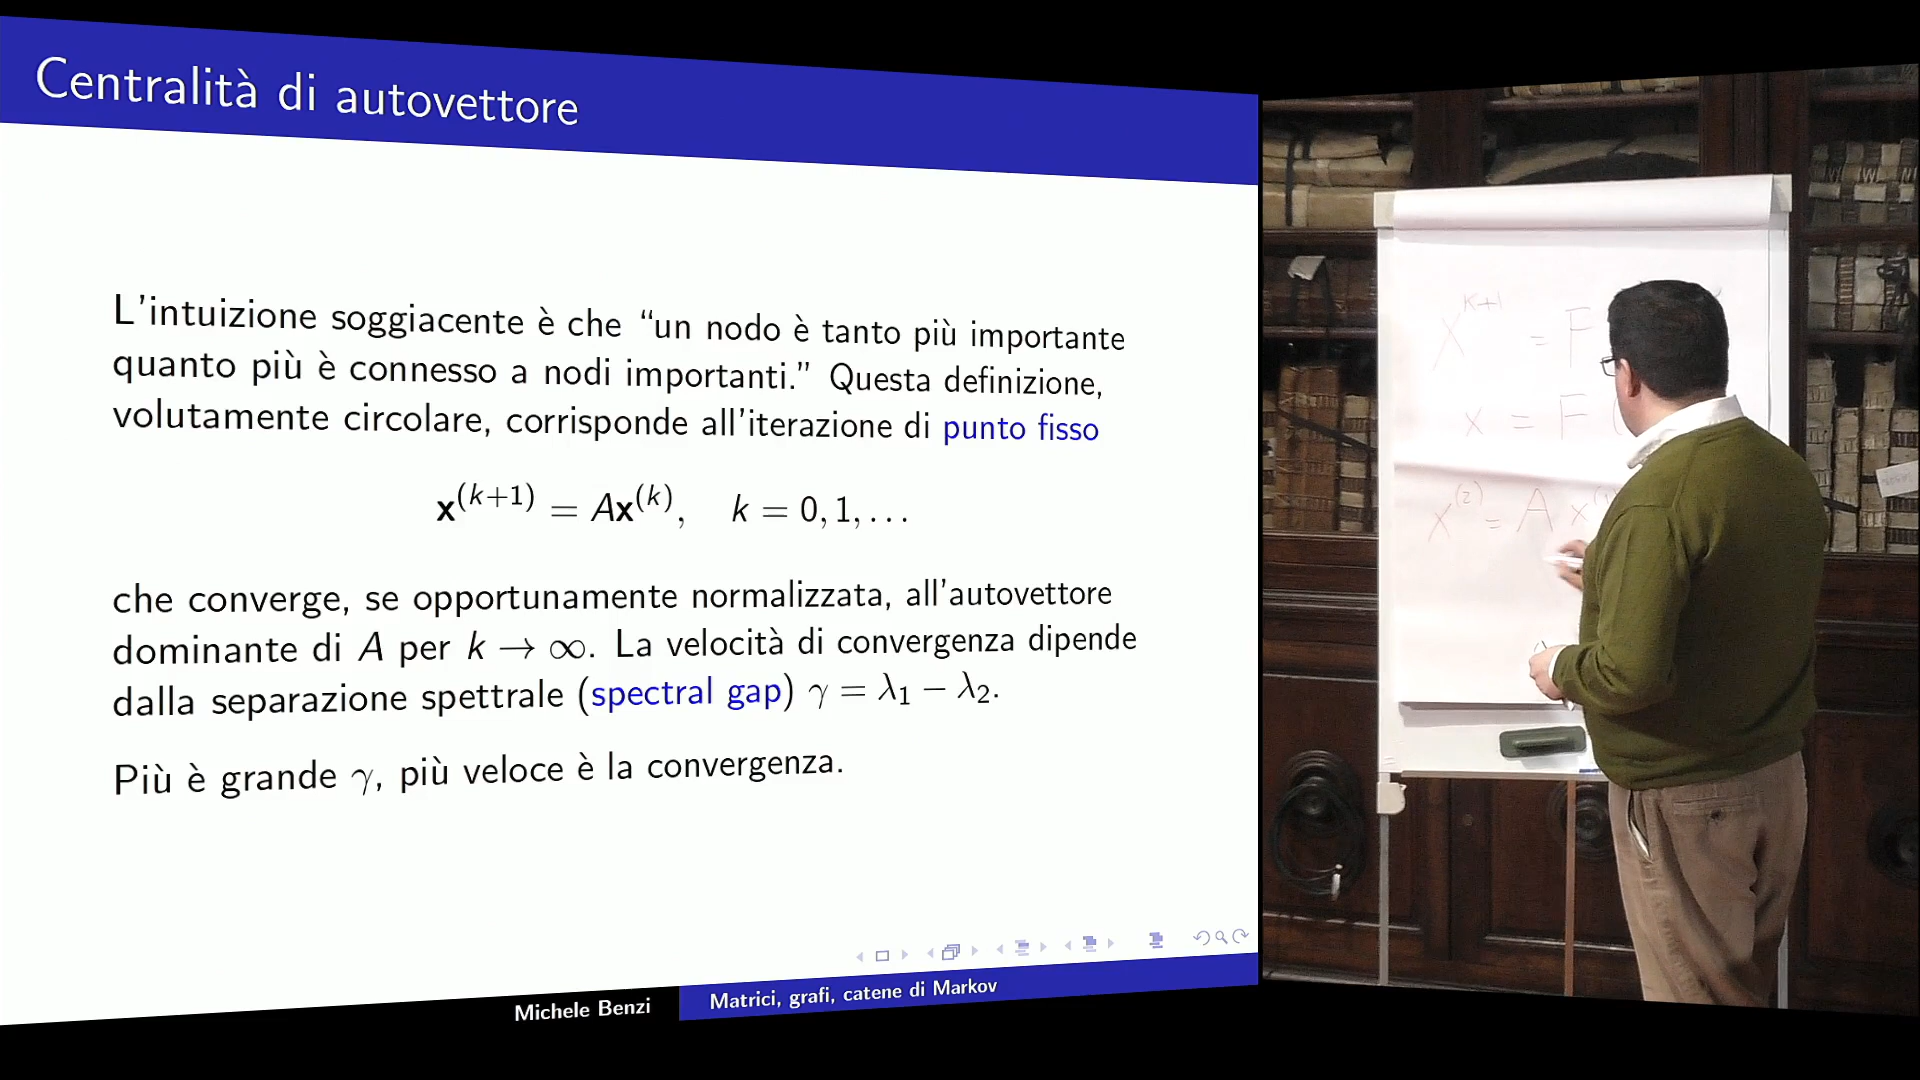 Centralità di autovettore
L'intuizione soggiacente è che “un nodo è tanto più importante
quanto più è connesso a nodi importanti.” Questa definizione,
volutamente circolare, corrisponde all'iterazione di punto fisso
x^(k+1) = Ax^(k), k = 0, 1, …
che converge, se opportunamente normalizzata, all'autovettore
dominante di A per k → ∞. La velocità di convergenza dipende
dalla separazione spettrale (spectral gap) γ = λ₁ − λ₂.
Più è grande γ, più veloce è la convergenza.
Michele Benzi
Matrici, grafi, catene di Markov
X^K+1 = F
x = F (
x^(2) = A x